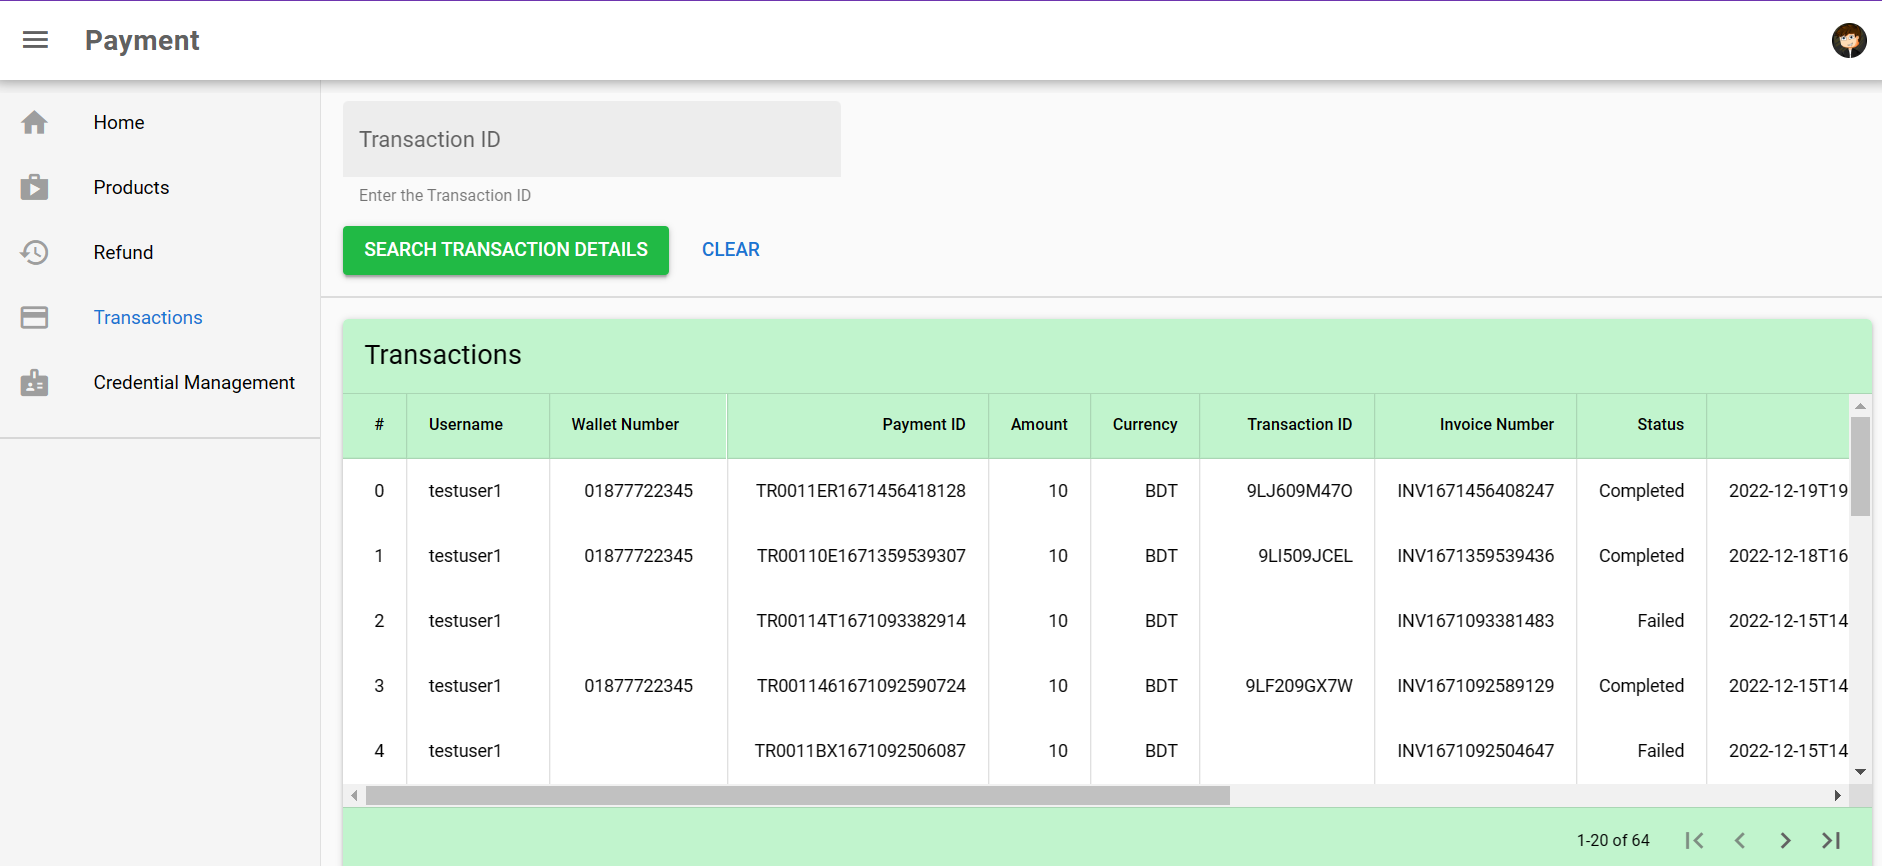 Payment
Home
Products
Refund
Transactions
Credential Management
Transaction ID
Enter the Transaction ID
SEARCH TRANSACTION DETAILS CLEAR
Transactions
# Username Wallet Number Payment ID Amount Currency Transaction ID Invoice Number Status
0 testuser1 01877722345 TR0011ER1671456418128 10 BDT 9LJ609M47O INV1671456408247 Completed 2022-12-19T19
1 testuser1 01877722345 TR00110E1671359539307 10 BDT 9LI509JCEL INV1671359539436 Completed 2022-12-18T16
2 testuser1 TR00114T1671093382914 10 BDT INV1671093381483 Failed 2022-12-15T14
3 testuser1 01877722345 TR0011461671092590724 10 BDT 9LF209GX7W INV1671092589129 Completed 2022-12-15T14
4 testuser1 TR0011BX1671092506087 10 BDT INV1671092504647 Failed 2022-12-15T14
1-20 of 64